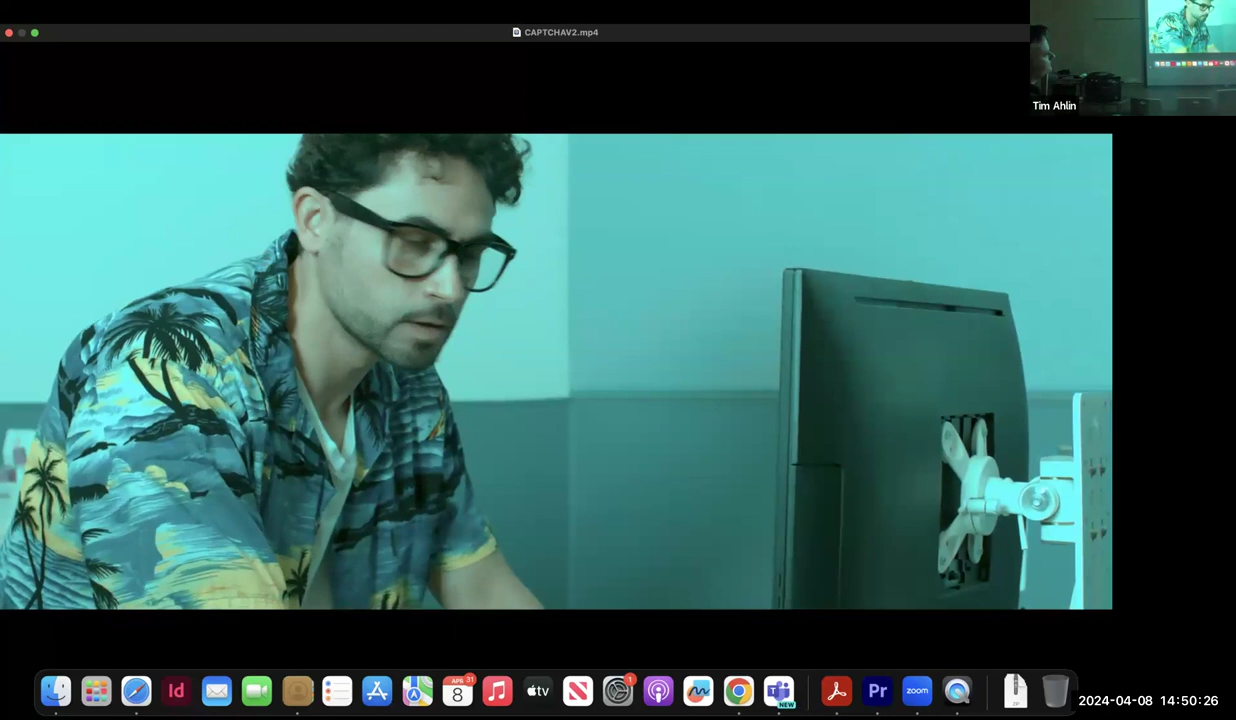 CAPTCHAV2.mp4
Tim Ahlin
Id
APR 31
8
tv
1
NEW
Pr
zoom
ZIP
2024-04-08 14:50:26